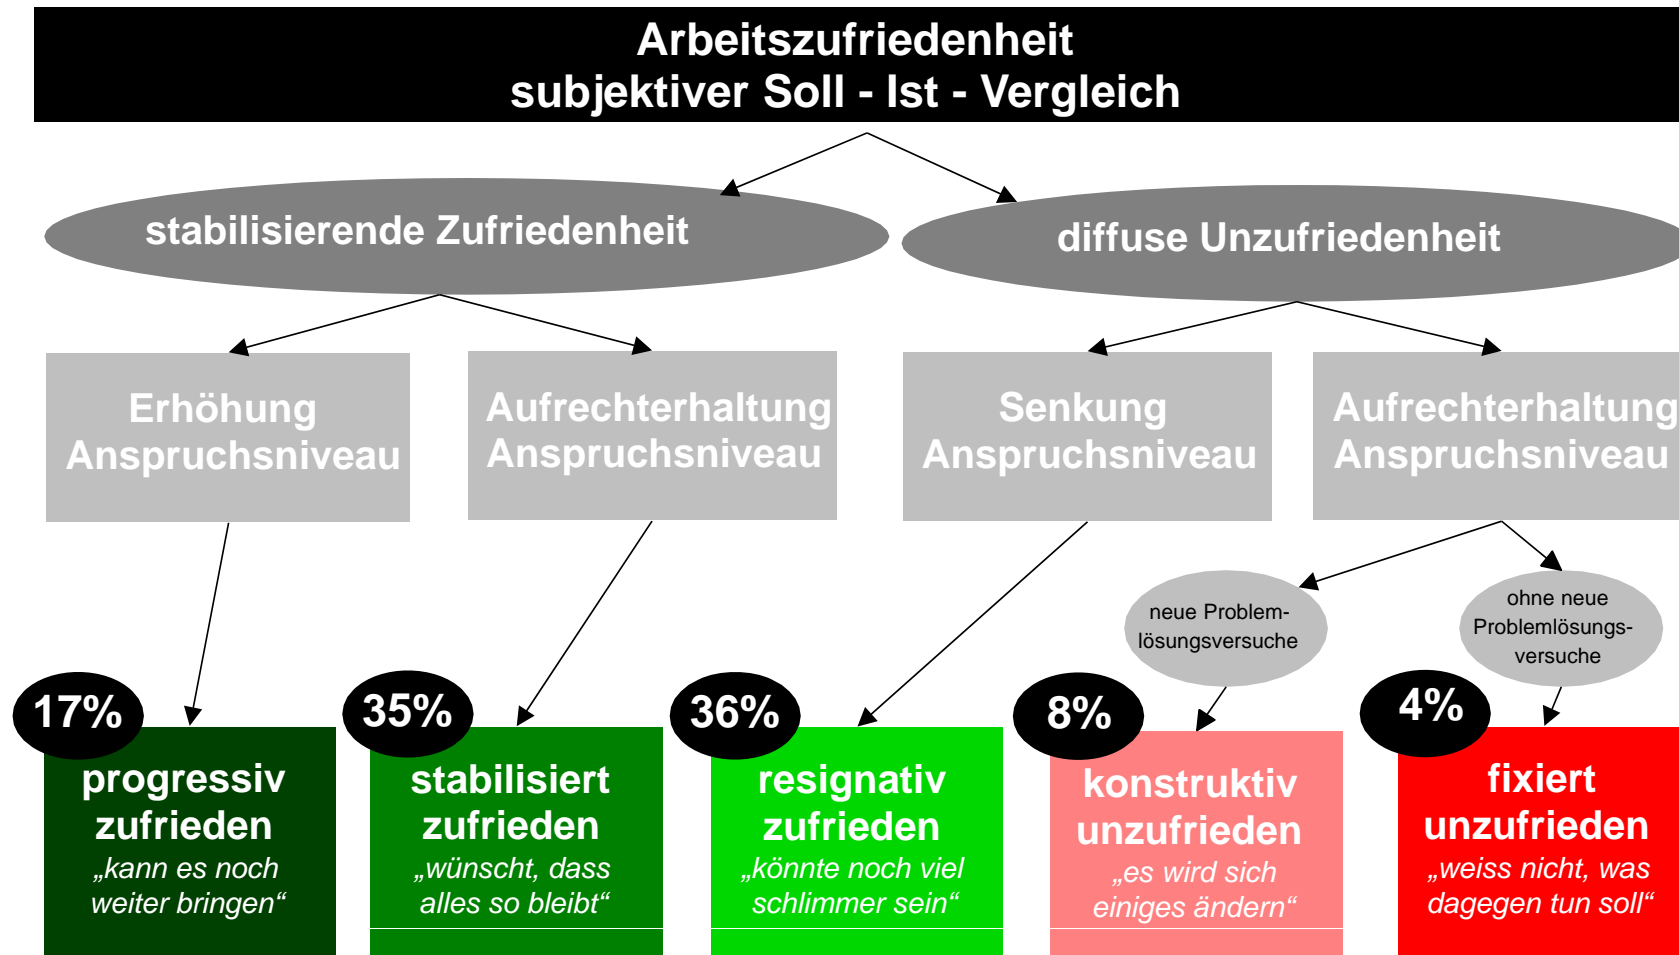 Arbeitszufriedenheit
subjektiver Soll - Ist - Vergleich
stabilisierende Zufriedenheit
diffuse Unzufriedenheit
Erhöhung
Anspruchsniveau
Aufrechterhaltung
Anspruchsniveau
Senkung
Anspruchsniveau
Aufrechterhaltung
Anspruchsniveau
neue Problem-
lösungsversuche
ohne neue
Problemlösungs-
versuche
17%
progressiv
zufrieden
„kann es noch
weiter bringen“
35%
stabilisiert
zufrieden
„wünscht, dass
alles so bleibt“
36%
resignativ
zufrieden
„könnte noch viel
schlimmer sein“
8%
konstruktiv
unzufrieden
„es wird sich
einiges ändern“
4%
fixiert
unzufrieden
„weiss nicht, was
dagegen tun soll“